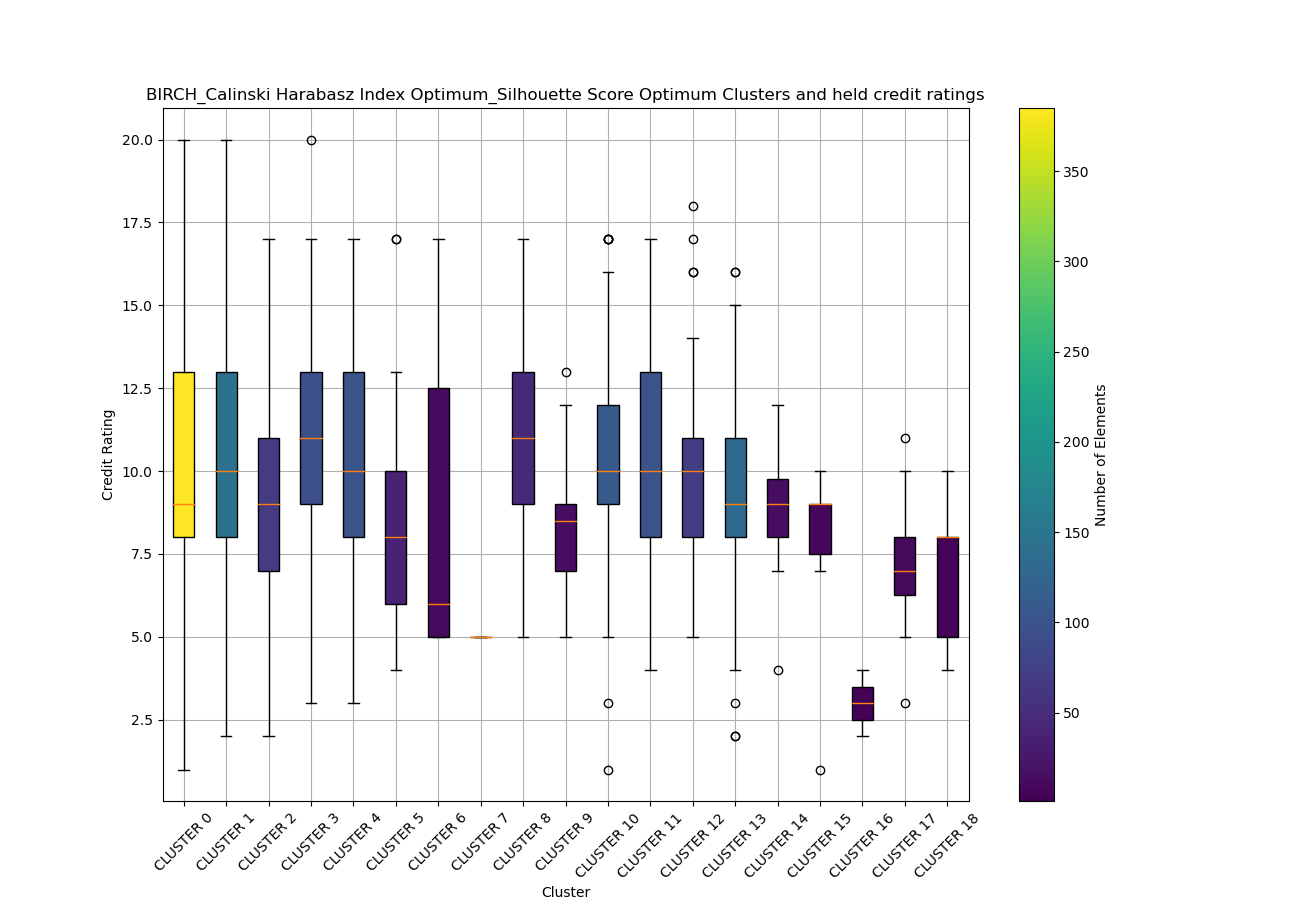 BIRCH_Calinski Harabasz Index Optimum_Silhouette Score Optimum Clusters and held credit ratings
20.0
17.5
15.0
12.5
10.0
7.5
5.0
2.5
Credit Rating
CLUSTER 0
CLUSTER 1
CLUSTER 2
CLUSTER 3
CLUSTER 4
CLUSTER 5
CLUSTER 6
CLUSTER 7
CLUSTER 8
CLUSTER 9
CLUSTER 10
CLUSTER 11
CLUSTER 12
CLUSTER 13
CLUSTER 14
CLUSTER 15
CLUSTER 16
CLUSTER 17
CLUSTER 18
Cluster
350
300
250
200
150
100
50
Number of Elements